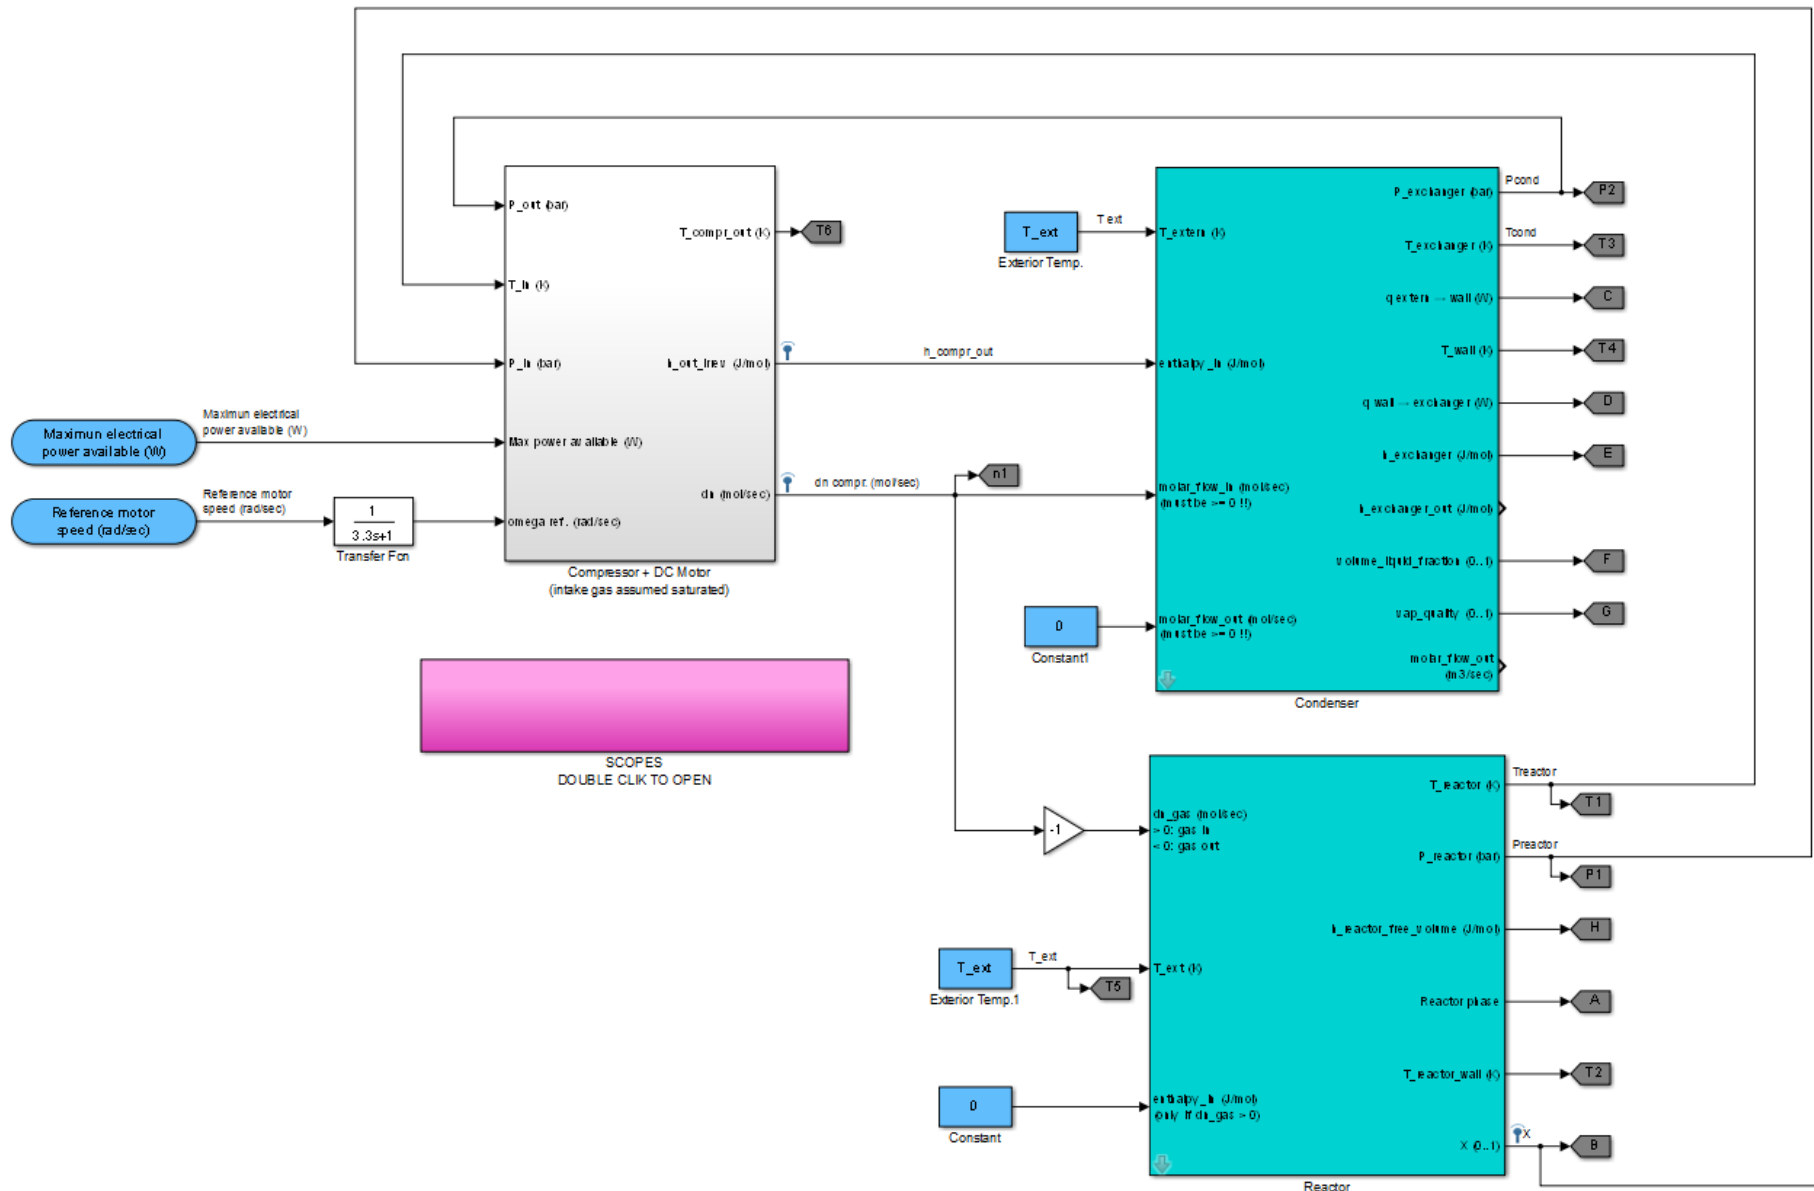 P_out (bar)
T_in (K)
P_in (bar)
Max power available (W)
omega ref. (rad/sec)
T_compr_out (K)
h_out_irrev (J/mol)
dn (mol/sec)
Compressor + DC Motor
(intake gas assumed saturated)
T6
h_compr_out
dn compr. (mol/sec)
n1
Maximun electrical
power available (W)
Maximun electrical
power available (W)
Reference motor
speed (rad/sec)
Reference motor
speed (rad/sec)
1
3.3s+1
Transfer Fcn
SCOPES
DOUBLE CLIK TO OPEN
T_ext
Exterior Temp.
T ext
0
Constant1
T_extern (K)
enthalpy_in (J/mol)
molar_flow_in (mol/sec)
(must be >= 0 !!)
molar_flow_out (mol/sec)
(must be >= 0 !!)
P_exchanger (bar)
T_exchanger (K)
q extern → wall (W)
T_wall (K)
q wall → exchanger (W)
h_exchanger (J/mol)
h_exchanger_out (J/mol)
volume_liquid_fraction (0..1)
vap_quality (0..1)
molar_flow_out
(m3/sec)
Condenser
Pcond
P2
Tcond
T3
C
T4
D
E
F
G
-1
T_ext
Exterior Temp.1
T_ext
T5
0
Constant
dn_gas (mol/sec)
> 0: gas in
< 0: gas out
T_ext (K)
enthalpy_in (J/mol)
(only if dn_gas > 0)
T_reactor (K)
P_reactor (bar)
h_reactor_free_volume (J/mol)
Reactor phase
T_reactor_wall (K)
X (0..1)
Reactor
Treactor
T1
Preactor
P1
H
A
T2
X
B